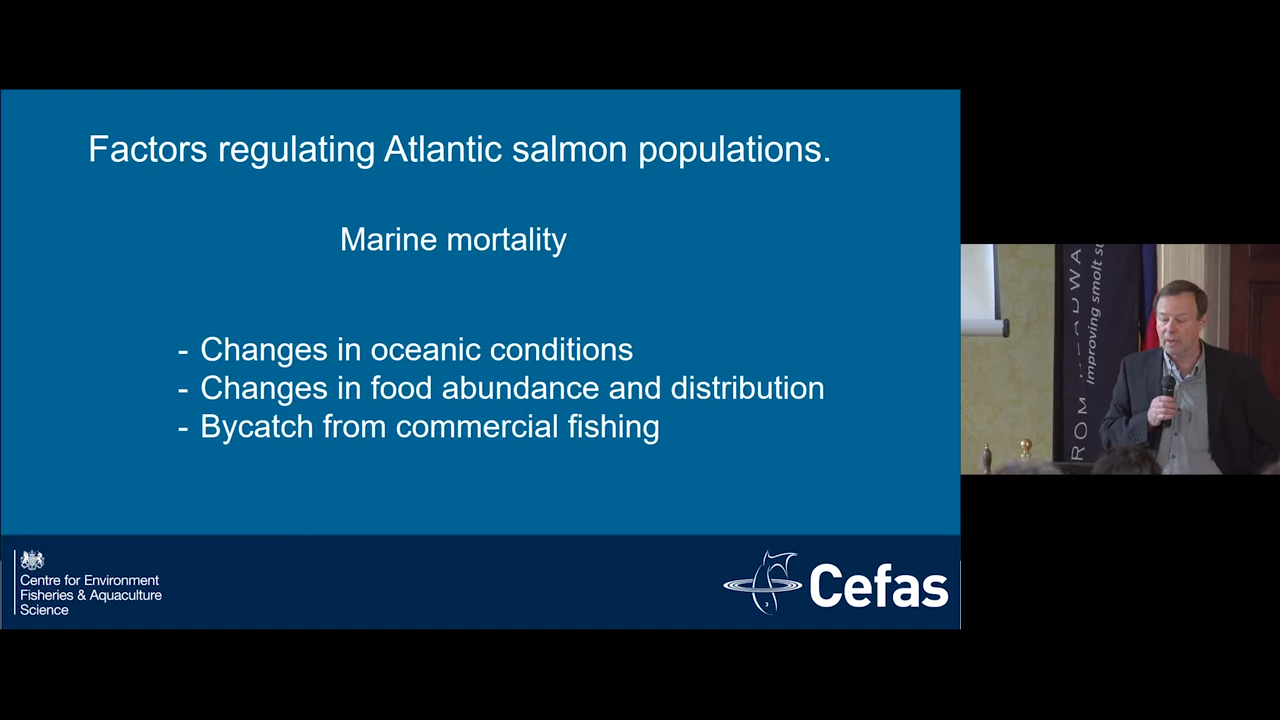 Factors regulating Atlantic salmon populations.
Marine mortality
- Changes in oceanic conditions
- Changes in food abundance and distribution
- Bycatch from commercial fishing
Centre for Environment
Fisheries & Aquaculture
Science
Cefas
ROM
Improving smolt